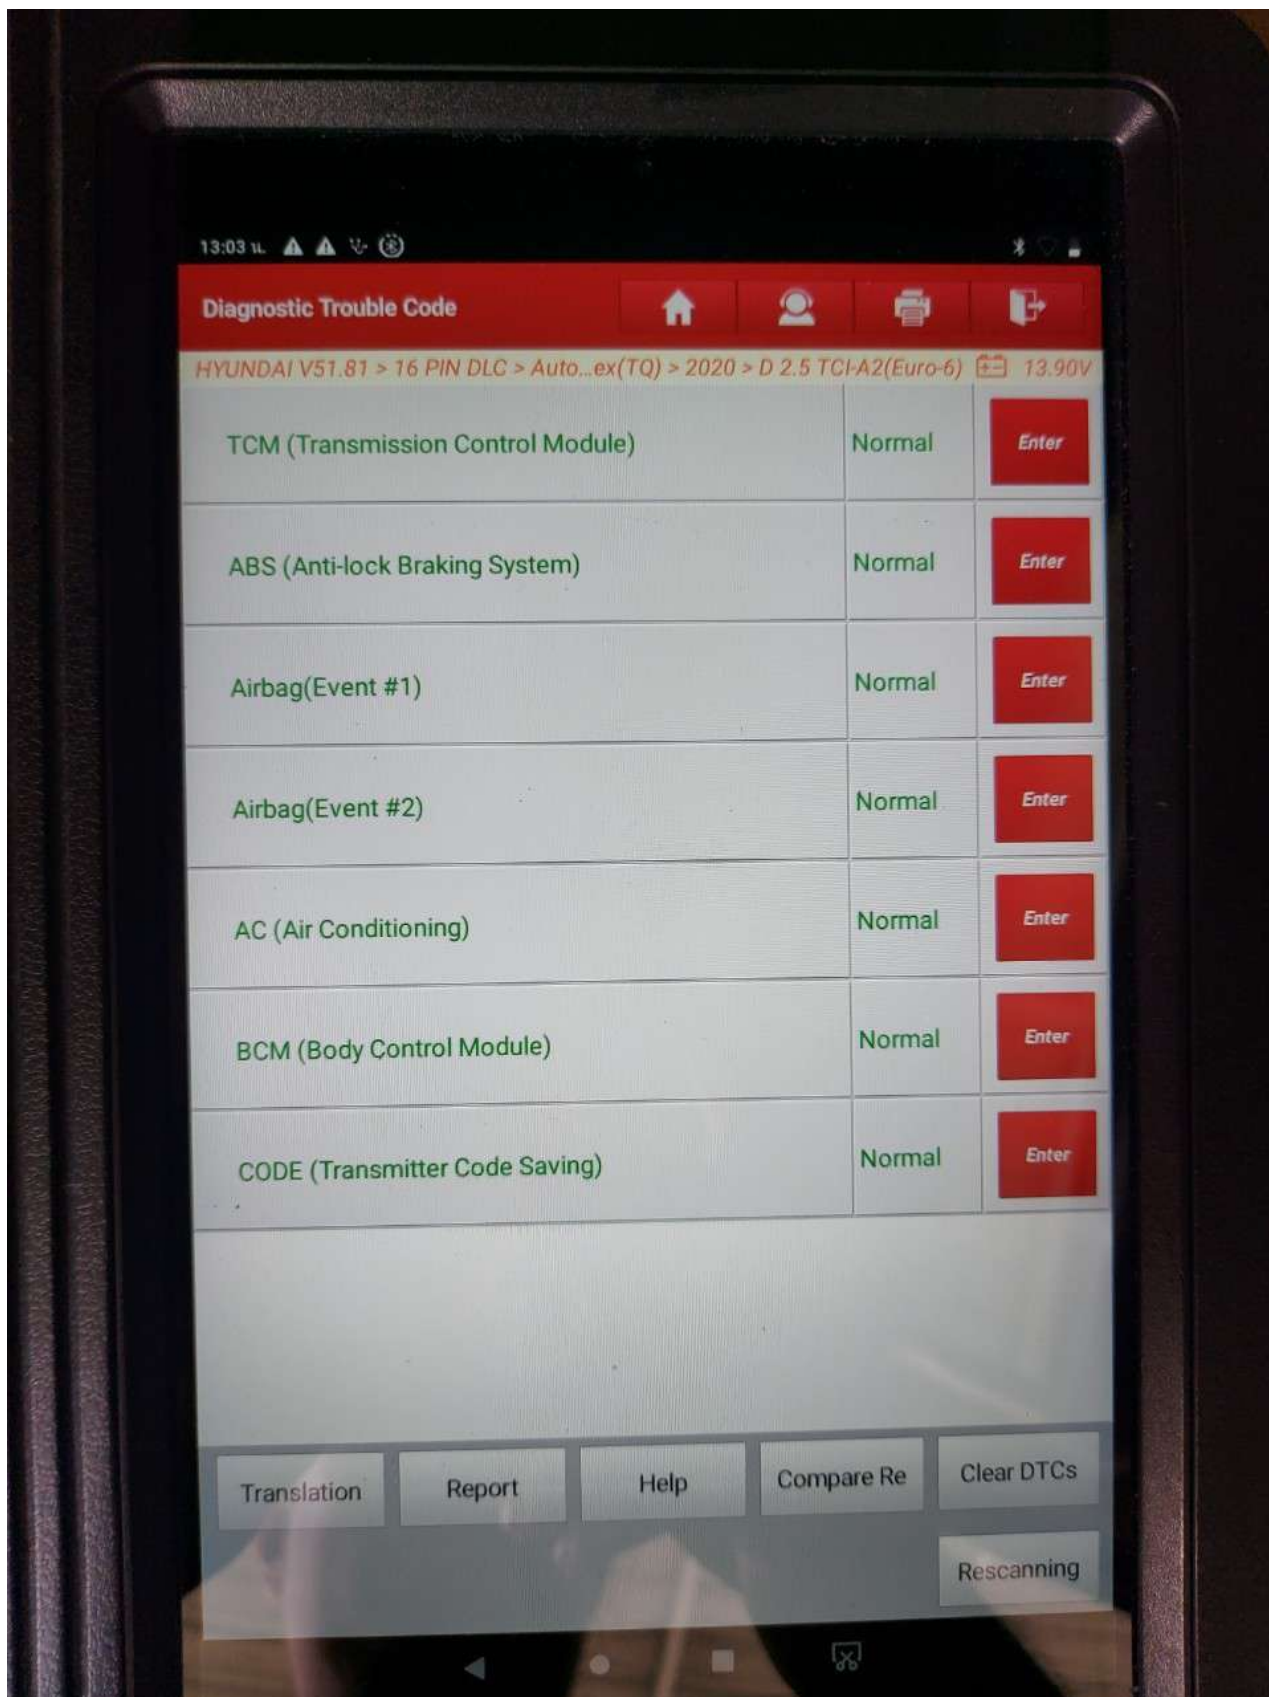 13:03 น.
Diagnostic Trouble Code
HYUNDAI V51.81 > 16 PIN DLC > Auto...ex(TQ) > 2020 > D 2.5 TCI-A2(Euro-6) 13.90V
TCM (Transmission Control Module) Normal Enter
ABS (Anti-lock Braking System) Normal Enter
Airbag(Event #1) Normal Enter
Airbag(Event #2) Normal Enter
AC (Air Conditioning) Normal Enter
BCM (Body Control Module) Normal Enter
CODE (Transmitter Code Saving) Normal Enter
Translation Report Help Compare Re Clear DTCs
Rescanning